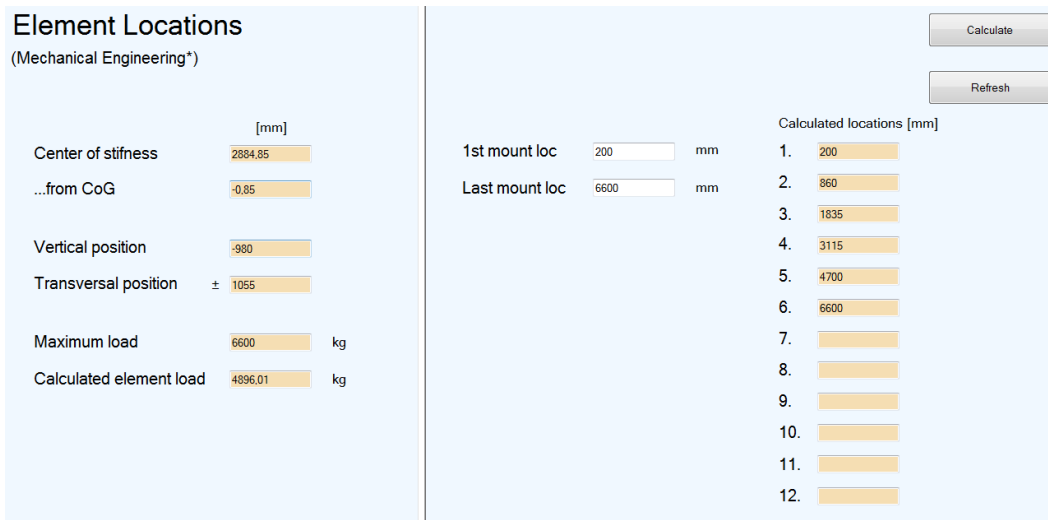 Element Locations
(Mechanical Engineering*)
[mm]
Center of stifness 2884,85
...from CoG -0,85
Vertical position -980
Transversal position ± 1055
Maximum load 6600 kg
Calculated element load 4896,01 kg
1st mount loc 200 mm
Last mount loc 6600 mm
Calculate
Refresh
Calculated locations [mm]
1. 200
2. 860
3. 1835
4. 3115
5. 4700
6. 6600
7.
8.
9.
10.
11.
12.